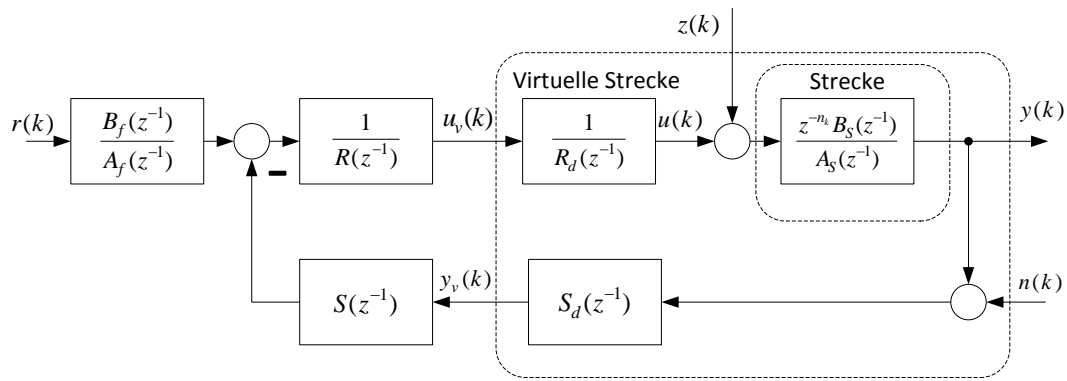 z(k)
Virtuelle Strecke
Strecke
r(k)
B_f(z^{-1})
A_f(z^{-1})
1
R(z^{-1})
u_v(k)
1
R_d(z^{-1})
u(k)
z^{-n_k}B_S(z^{-1})
A_S(z^{-1})
y(k)
−
S(z^{-1})
y_v(k)
S_d(z^{-1})
n(k)